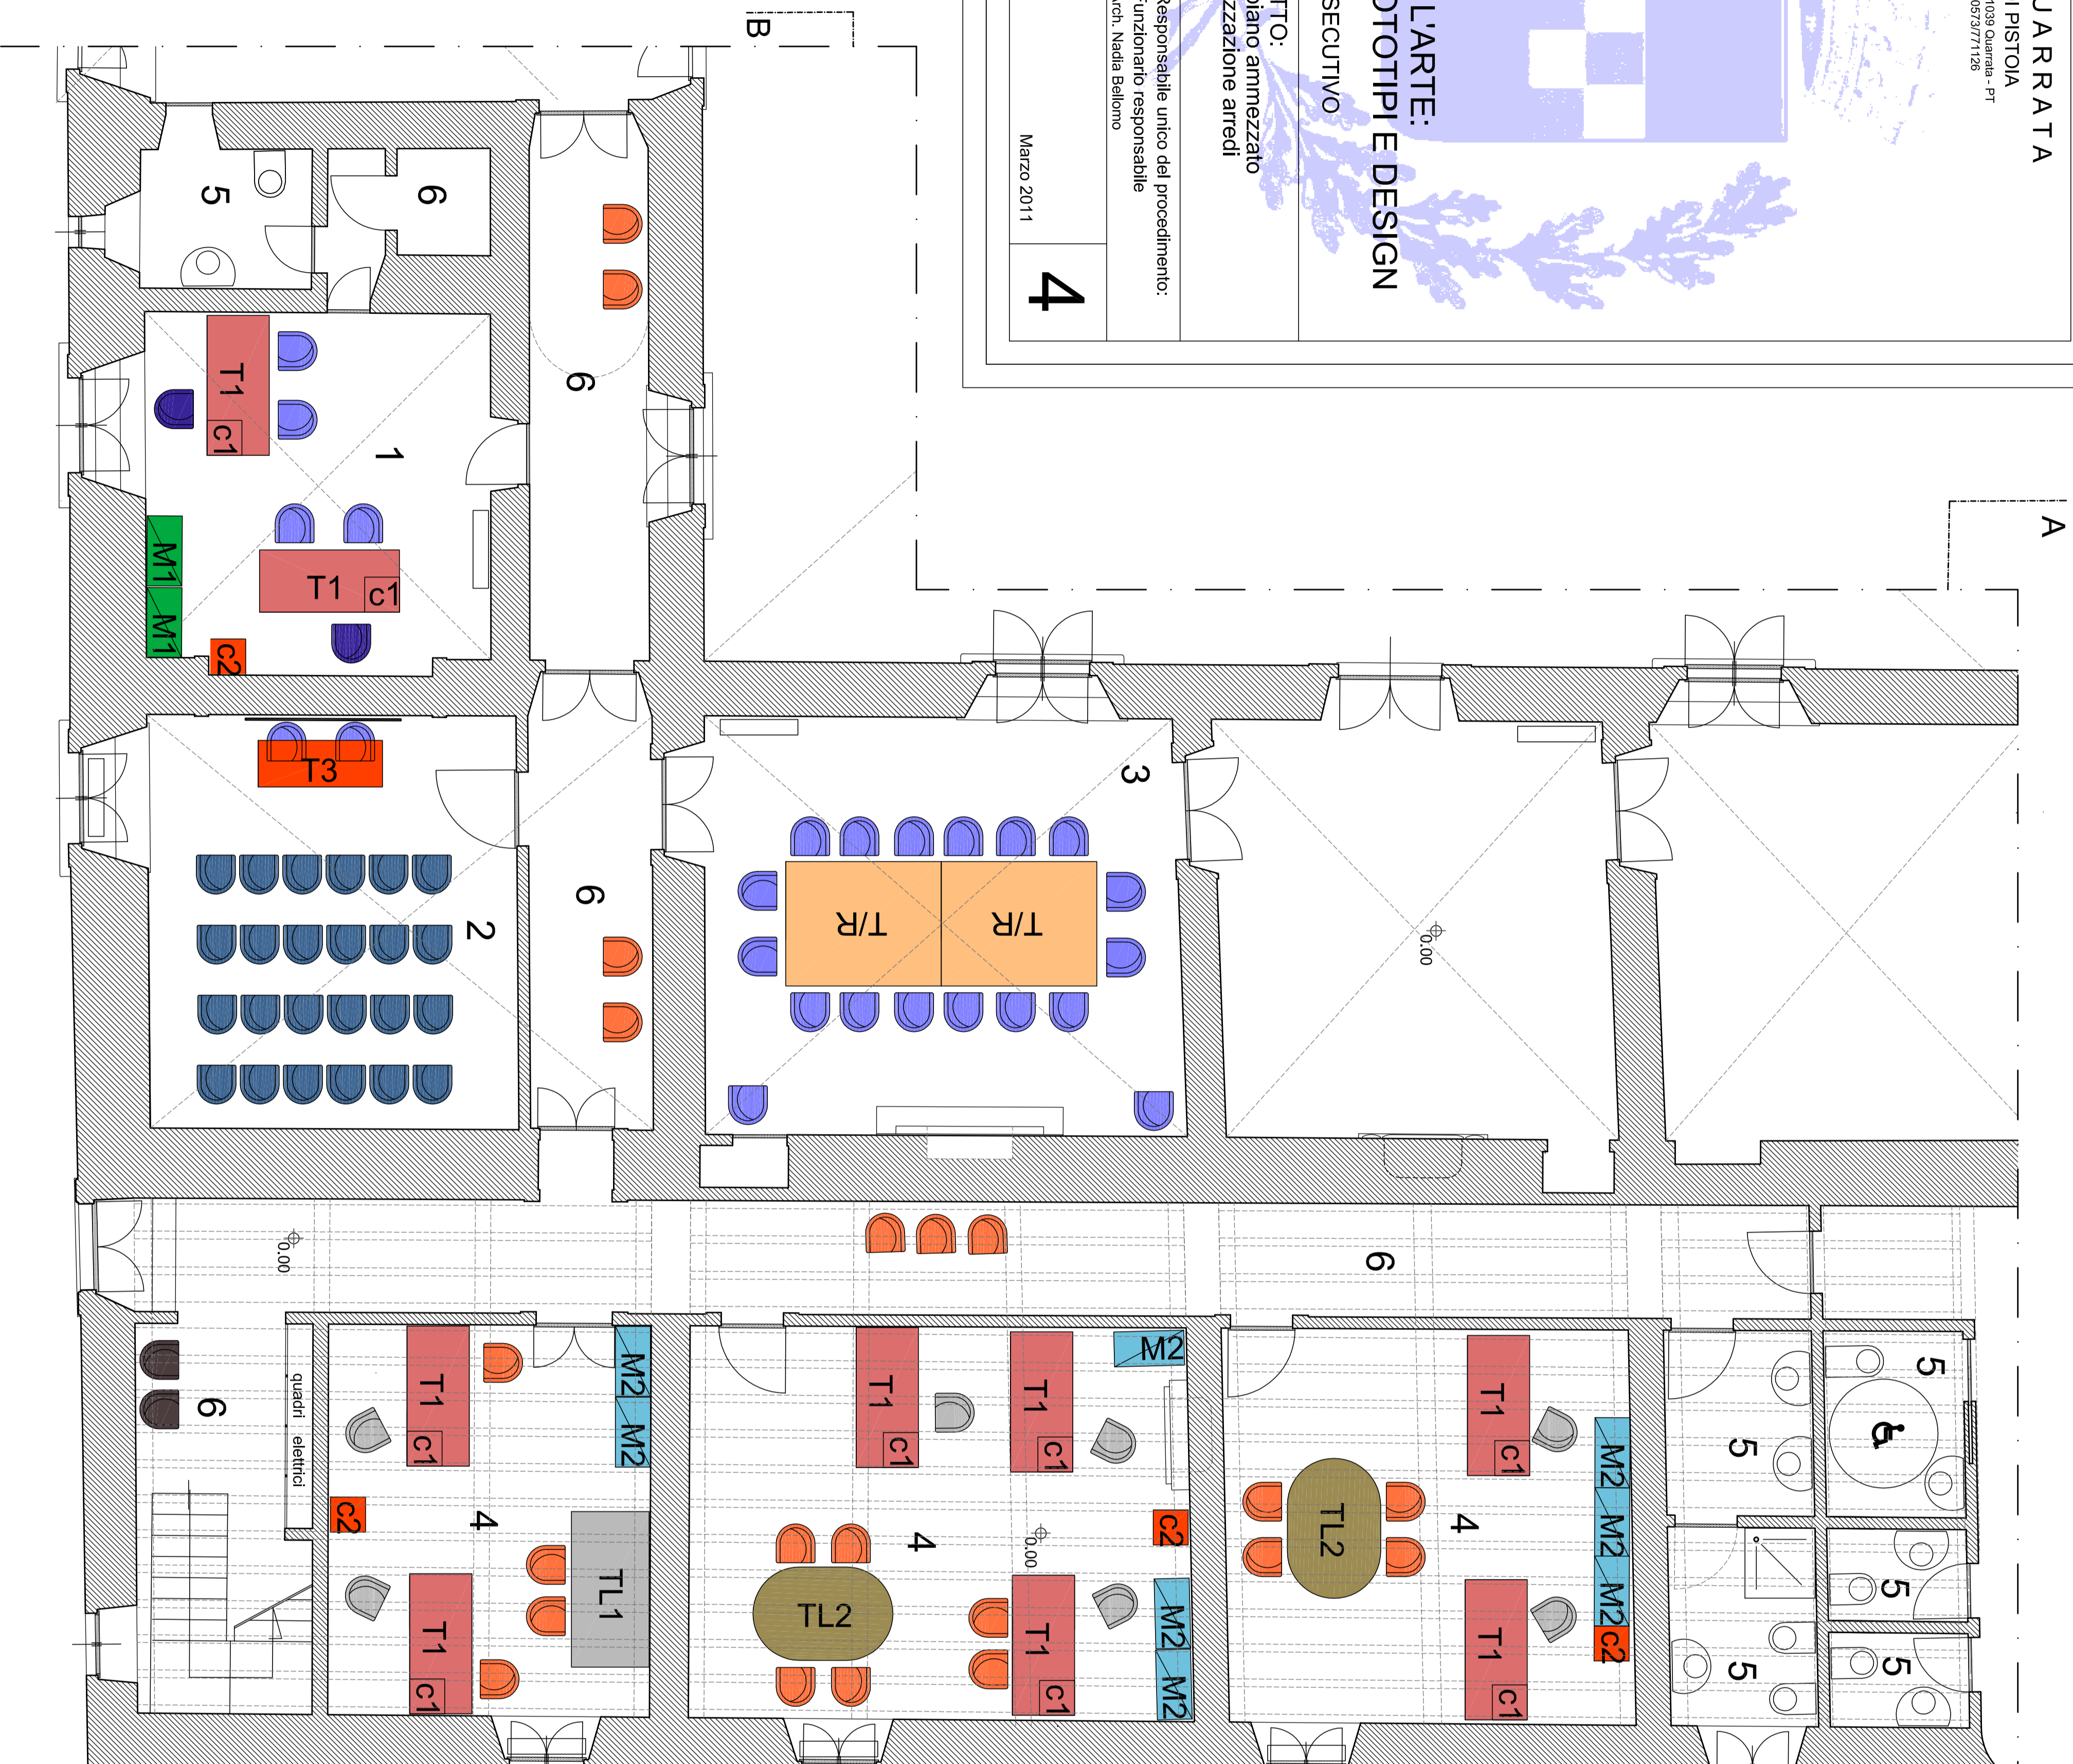 UARRATA
I PISTOIA
1039 Quarrata - PT
0573/771126
L'ARTE:
OTOTIPI E DESIGN
SECUTIVO
TTO:
piano ammezzato
zzazione arredi
Responsabile unico del procedimento:
Funzionario responsabile
Arch. Nadia Bellomo
Marzo 2011
4
B
A
5
6
6
T1
c1
1
T1
c1
M1
M1
c2
T3
2
6
3
T/R
T/R
0.00
0.00
6
6
quadri elettrici
T1
c1
M2
M2
c2
4
TL1
T1
c1
T1
c1
T1
c1
M2
c2
4
0.00
TL2
T1
c1
M2
M2
T1
c1
M2
M2
M2
c2
TL2
4
T1
c1
5
5
5
5
5